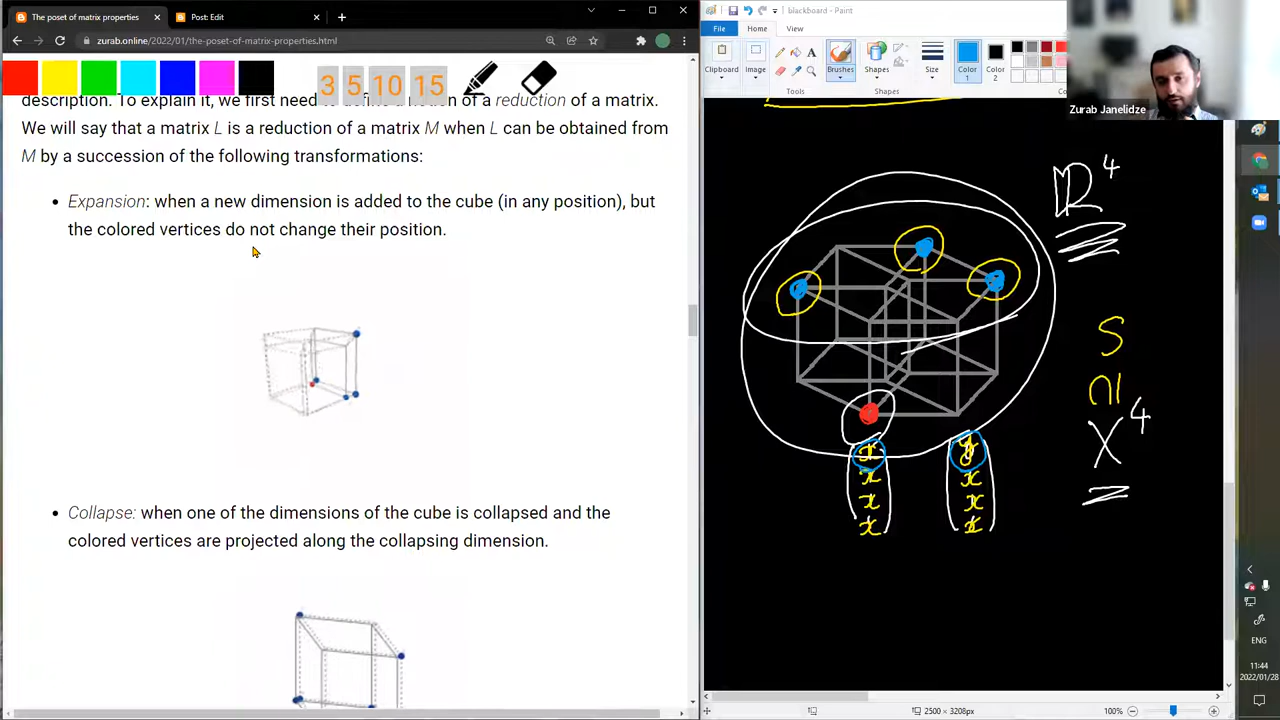 The poset of matrix properties
Post: Edit
zurab.online/2022/01/the-poset-of-matrix-properties.html
3 5 10 15
description. To explain it, we first need of a reduction of a matrix.
We will say that a matrix L is a reduction of a matrix M when L can be obtained from
M by a succession of the following transformations:
• Expansion: when a new dimension is added to the cube (in any position), but
the colored vertices do not change their position.
• Collapse: when one of the dimensions of the cube is collapsed and the
colored vertices are projected along the collapsing dimension.
blackboard - Paint
File Home View
Clipboard
Image
Brushes
Shapes
Size
Color
1
Color
2
Tools
Shapes
Colors
Zurab Janelidze
ℝ⁴
S
X⁴
x
x x
x x
x x
ENG
11:44
2022/01/28
2500 × 3208px
100%